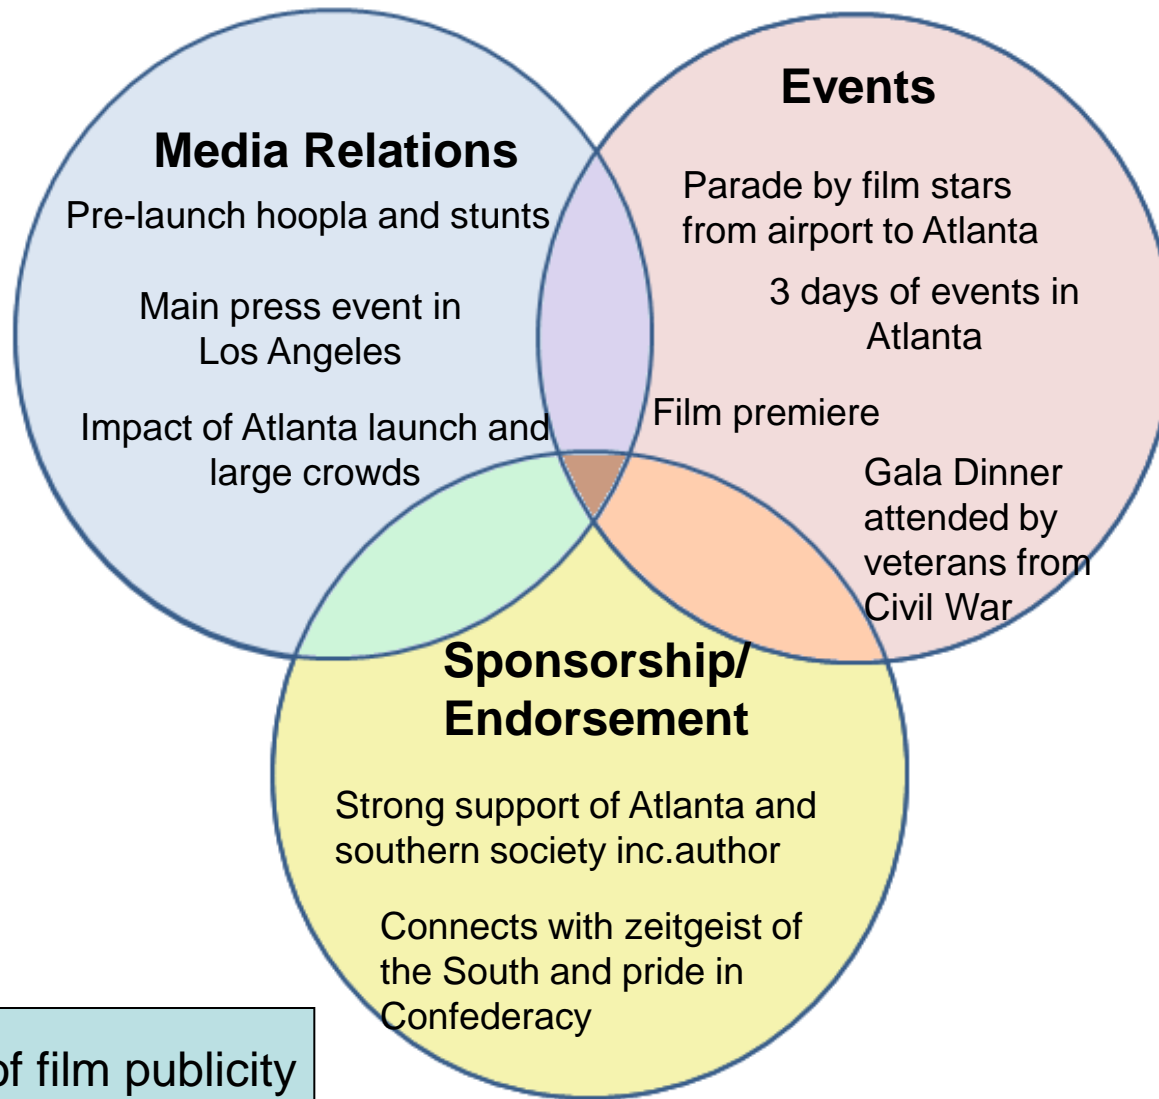 Media Relations
Pre-launch hoopla and stunts
Main press event in
Los Angeles
Impact of Atlanta launch and
large crowds
Events
Parade by film stars
from airport to Atlanta
3 days of events in
Atlanta
Film premiere
Gala Dinner
attended by
veterans from
Civil War
Sponsorship/
Endorsement
Strong support of Atlanta and
southern society inc.author
Connects with zeitgeist of
the South and pride in
Confederacy
of film publicity